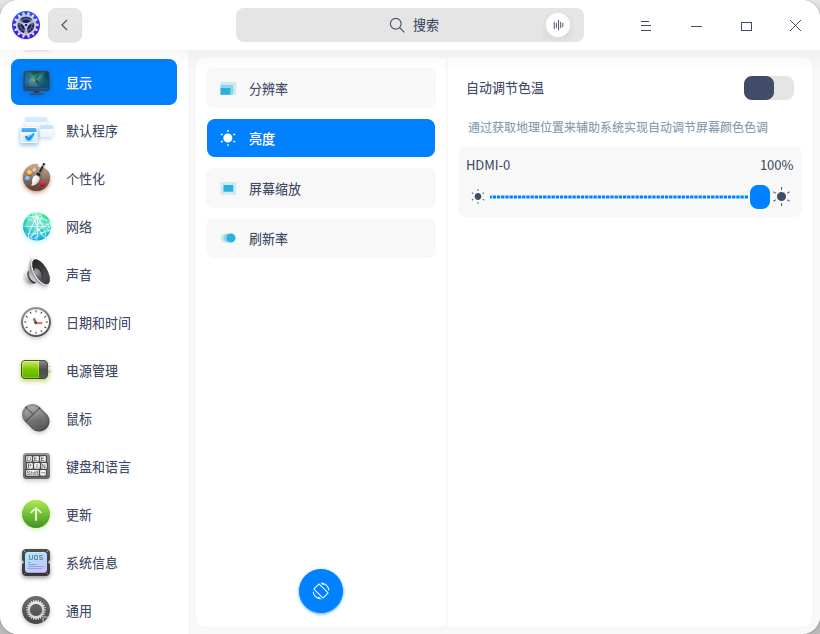 搜索
显示
默认程序
个性化
网络
声音
日期和时间
电源管理
鼠标
键盘和语言
更新
UOS
系统信息
通用
分辨率
亮度
屏幕缩放
刷新率
自动调节色温
通过获取地理位置来辅助系统实现自动调节屏幕颜色色调
HDMI-0 100%